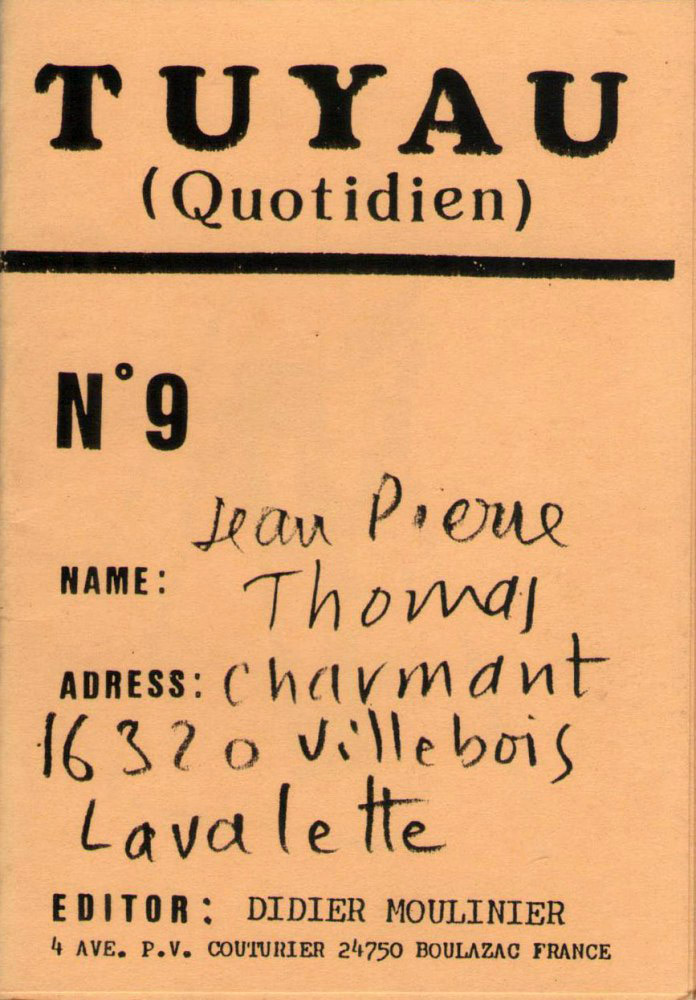 TUYAU
(Quotidien)
N°9
Jean Pierre
NAME: Thomas
ADRESS: Charmant
16320 Villebois
Lavalette
EDITOR: DIDIER MOULINIER
4 AVE. P.V. COUTURIER 24750 BOULAZAC FRANCE